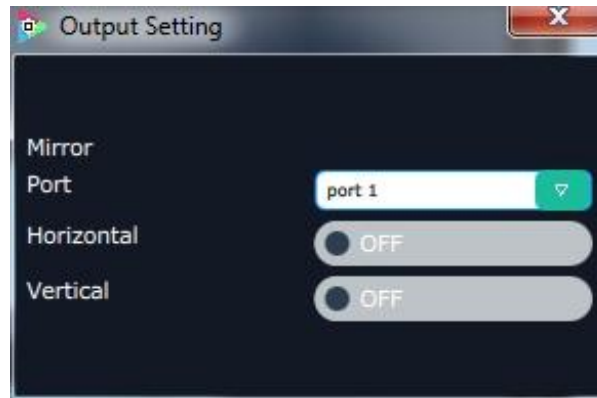 Output Setting
Mirror
Port port 1
Horizontal OFF
Vertical OFF